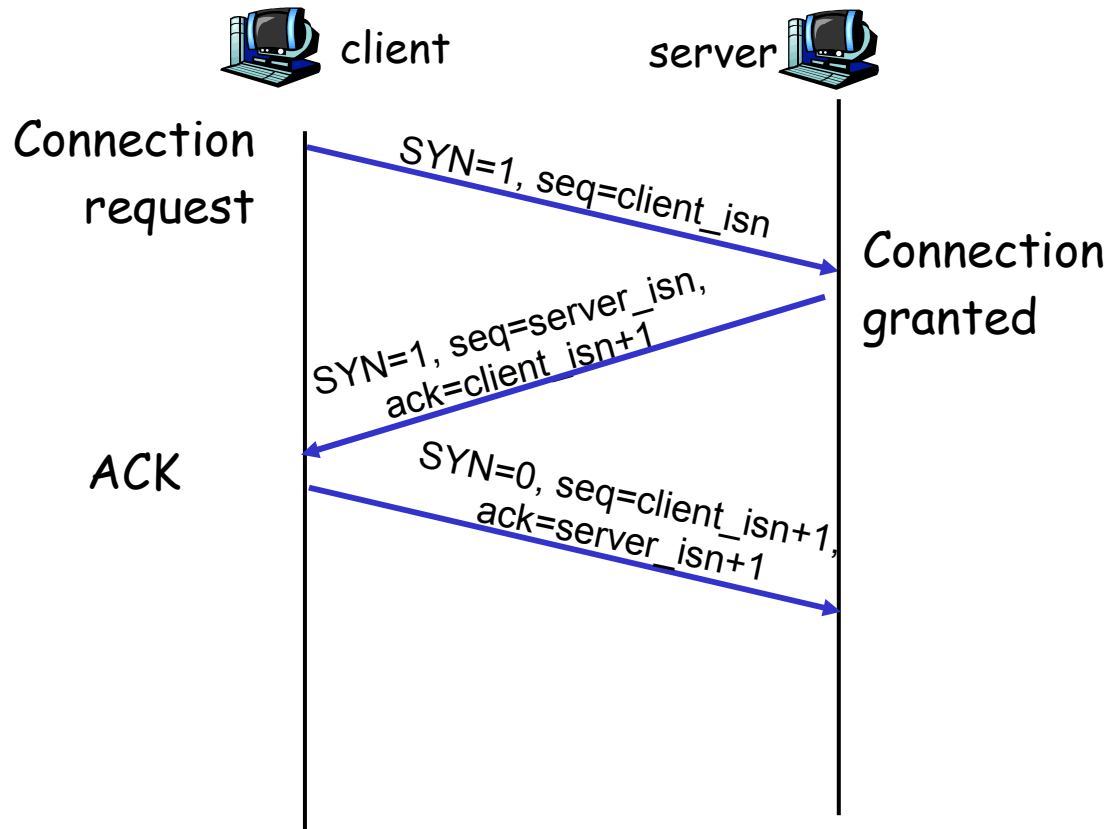 client
server
Connection
request
SYN=1, seq=client_isn
Connection
granted
SYN=1, seq=server_isn,
ack=client_isn+1
ACK
SYN=0, seq=client_isn+1,
ack=server_isn+1